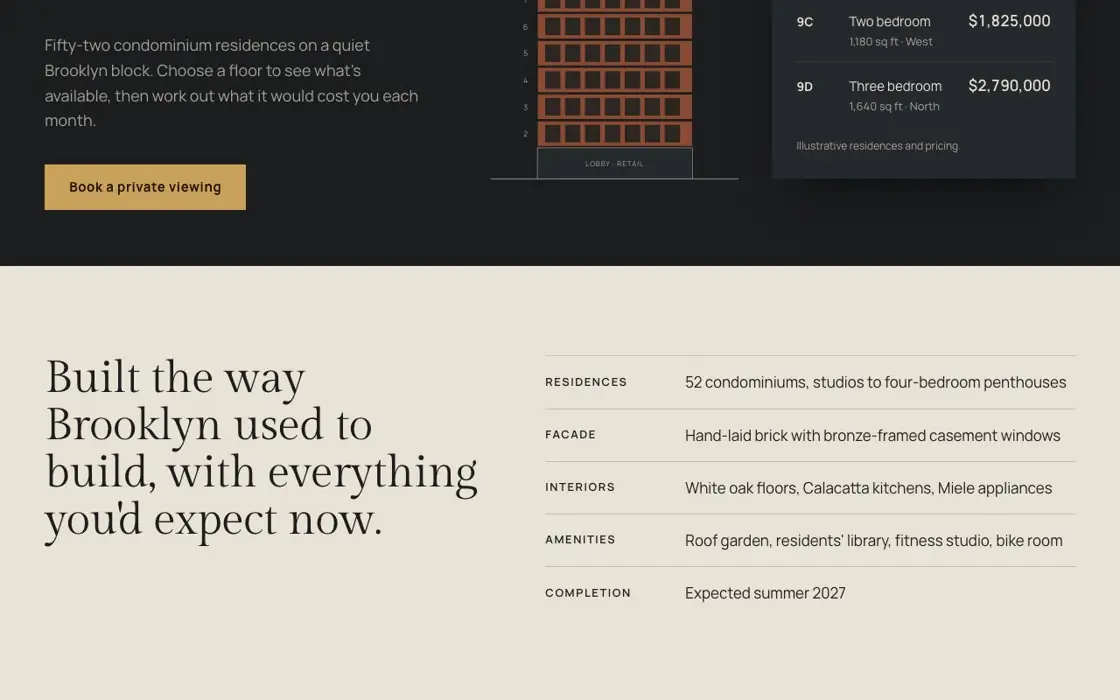 Fifty-two condominium residences on a quiet
Brooklyn block. Choose a floor to see what's
available, then work out what it would cost you each
month.
Book a private viewing
6
5
4
3
2
LOBBY · RETAIL
9C Two bedroom $1,825,000
1,180 sq ft · West
9D Three bedroom $2,790,000
1,640 sq ft · North
Illustrative residences and pricing.
Built the way
Brooklyn used to
build, with everything
you'd expect now.
RESIDENCES 52 condominiums, studios to four-bedroom penthouses
FACADE Hand-laid brick with bronze-framed casement windows
INTERIORS White oak floors, Calacatta kitchens, Miele appliances
AMENITIES Roof garden, residents' library, fitness studio, bike room
COMPLETION Expected summer 2027